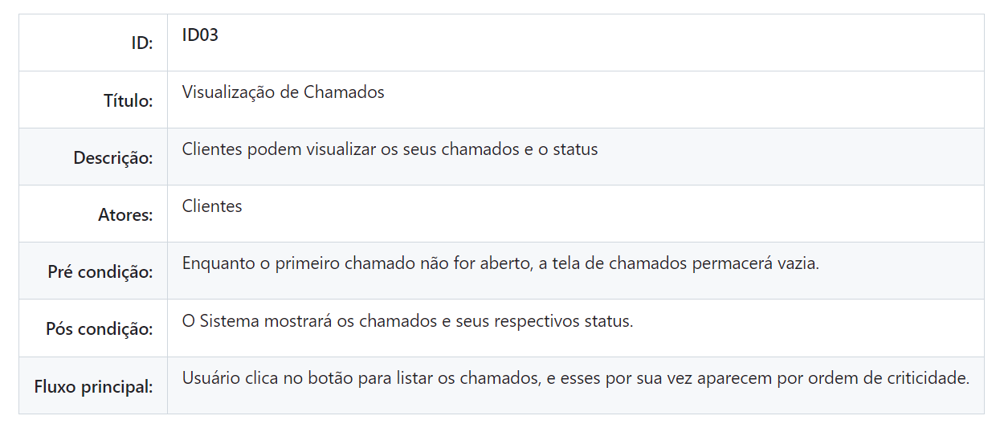 ID: ID03
Título: Visualização de Chamados
Descrição: Clientes podem visualizar os seus chamados e o status
Atores: Clientes
Pré condição: Enquanto o primeiro chamado não for aberto, a tela de chamados permacerá vazia.
Pós condição: O Sistema mostrará os chamados e seus respectivos status.
Fluxo principal: Usuário clica no botão para listar os chamados, e esses por sua vez aparecem por ordem de criticidade.